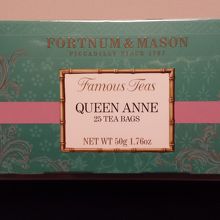 FORTNUM & MASON
PICCADILLY SINCE 1707
Famous Teas
QUEEN ANNE
25 TEA BAGS
NET WT 50g 1.76oz